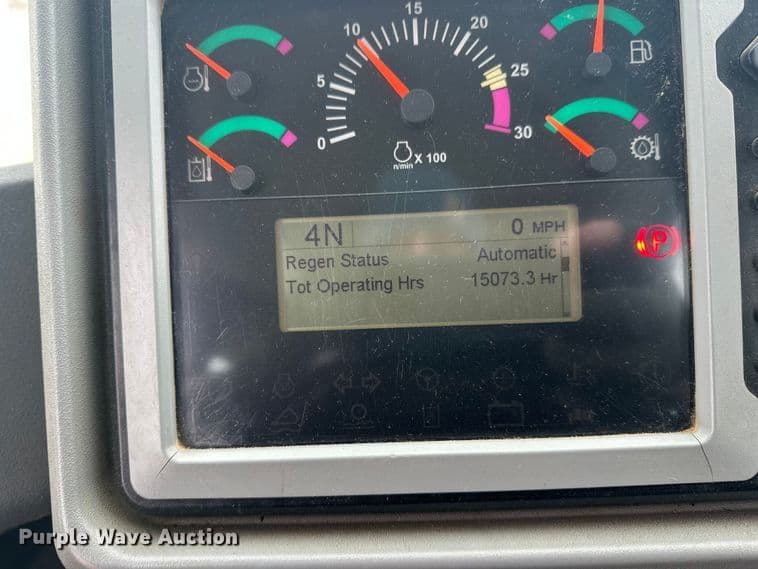 0 5 10 15 20 25 30
n/min X 100
4N 0 MPH
Regen Status Automatic
Tot Operating Hrs 15073.3 Hr
P
Purple Wave Auction